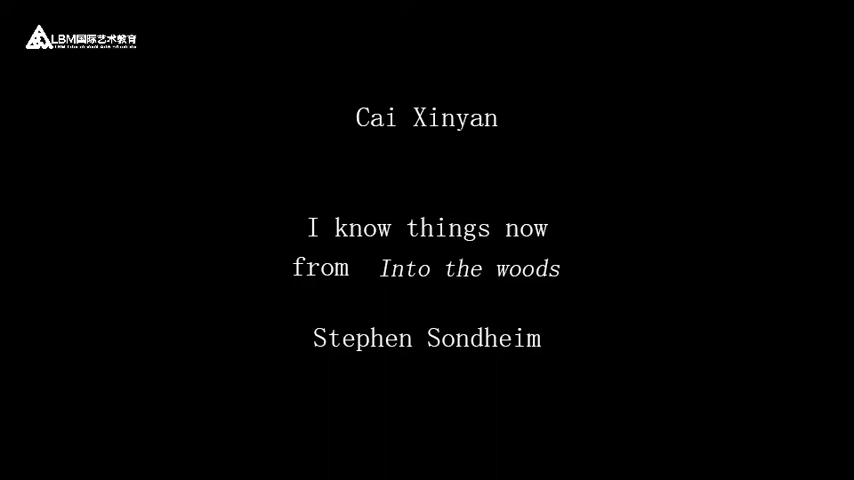 LBM国际艺术教育
Cai Xinyan
I know things now
from Into the woods
Stephen Sondheim